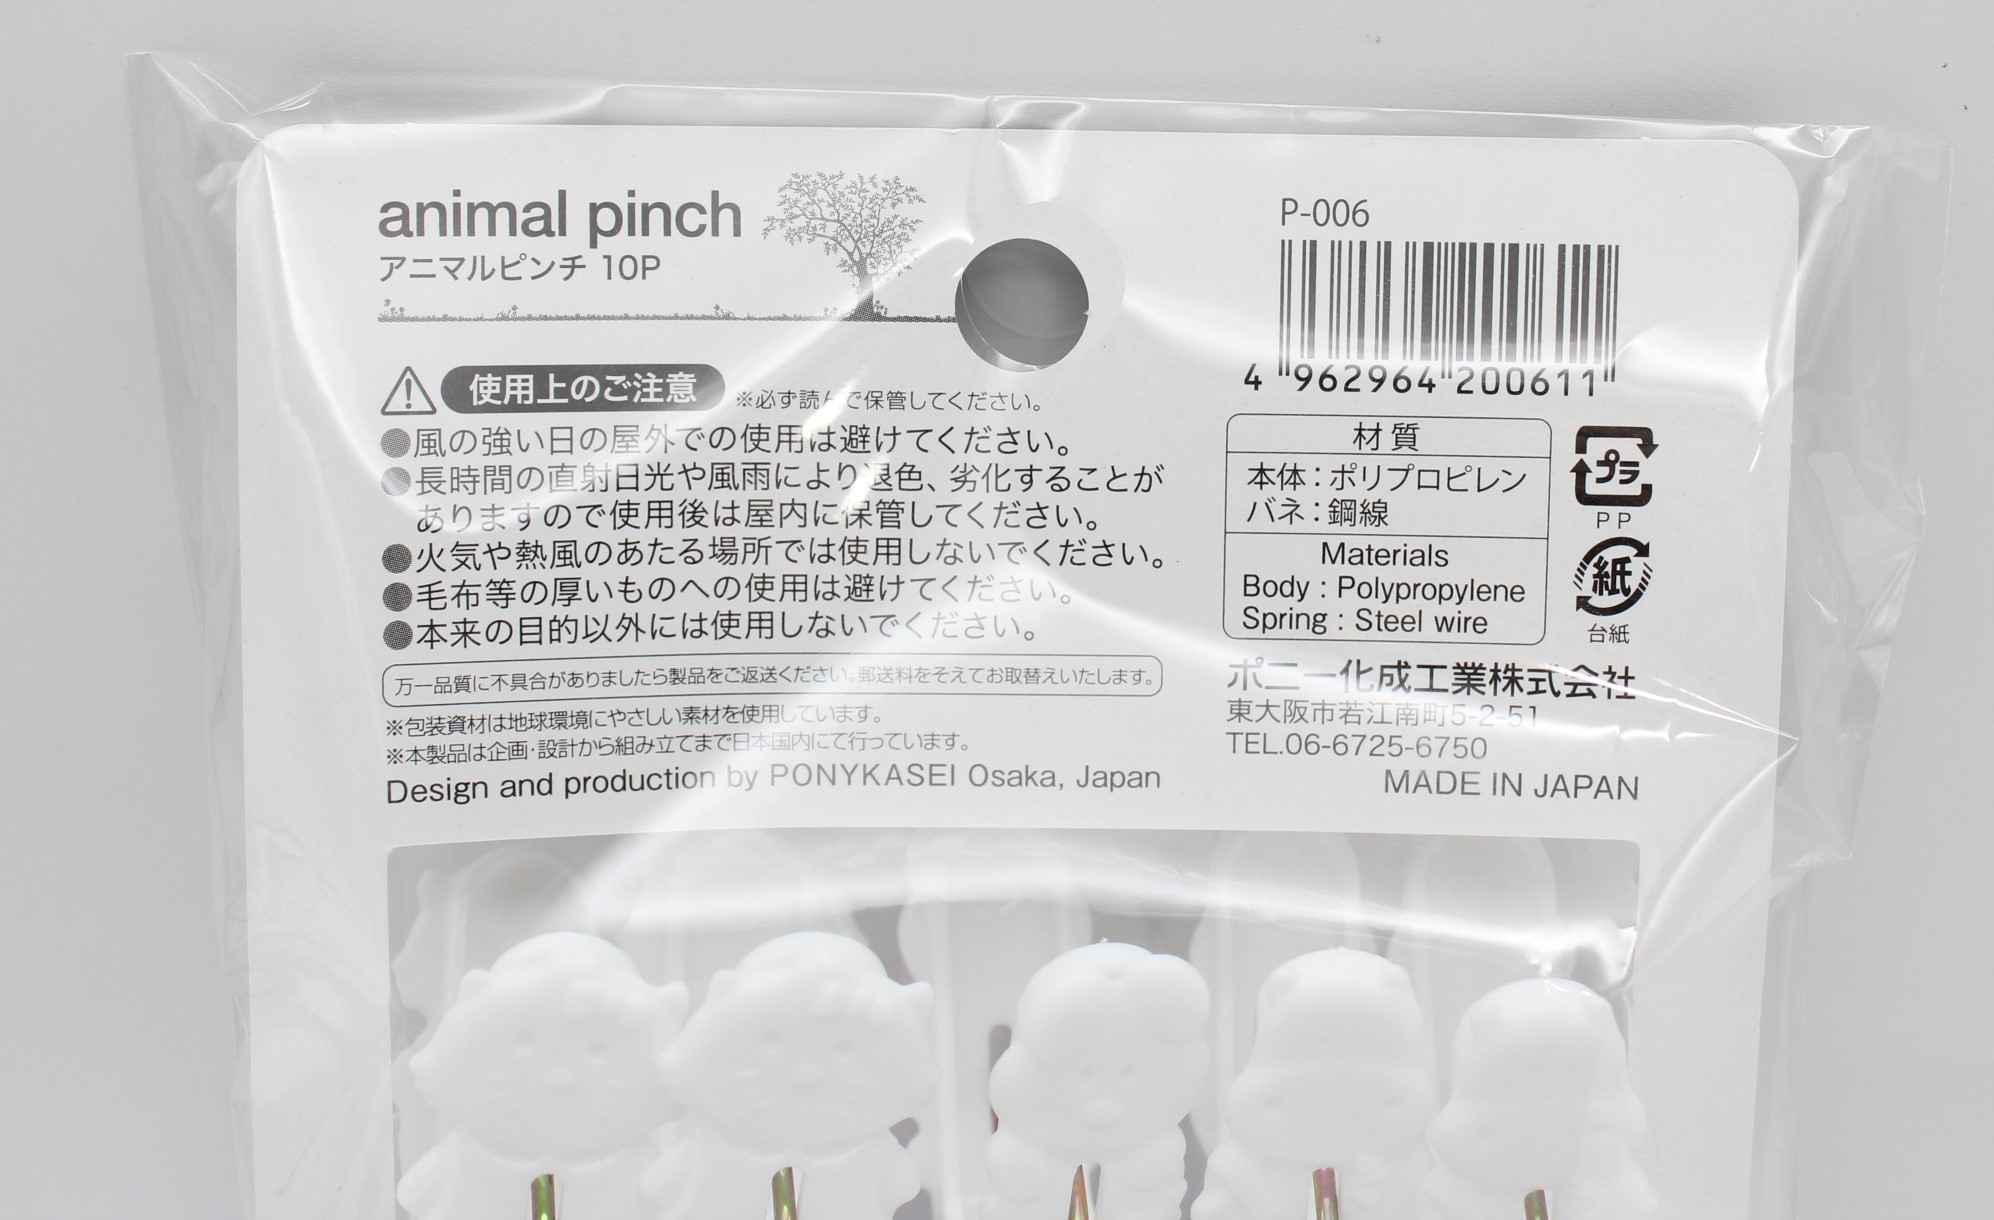 animal pinch
アニマルピンチ 10P
使用上のご注意 ※必ず読んで保管してください。
●風の強い日の屋外での使用は避けてください。
●長時間の直射日光や風雨により退色、劣化することが
ありますので使用後は屋内に保管してください。
●火気や熱風のあたる場所では使用しないでください。
●毛布等の厚いものへの使用は避けてください。
●本来の目的以外には使用しないでください。
万一品質に不具合がありましたら製品をご返送ください。郵送料をそえてお取替えいたします。
※包装資材は地球環境にやさしい素材を使用しています。
※本製品は企画・設計から組み立てまで日本国内にて行っています。
Design and production by PONYKASEI Osaka, Japan
P-006
4 962964 200611
材質
本体：ポリプロピレン
バネ：鋼線
Materials
Body : Polypropylene
Spring : Steel wire
プラ
PP
紙
台紙
ポニー化成工業株式会社
東大阪市若江南町5-2-51
TEL.06-6725-6750
MADE IN JAPAN